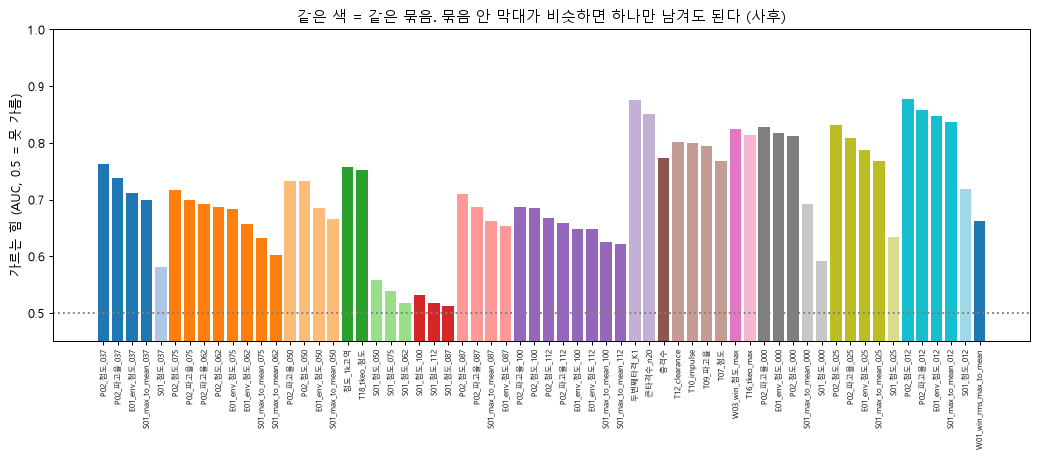 같은 색 = 같은 묶음. 묶음 안 막대가 비슷하면 하나만 남겨도 된다 (사후)
가르는 힘 (AUC, 0.5 = 못 가름)
1.0
0.9
0.8
0.7
0.6
0.5
P02_첨도_037
P02_파고율_037
E01_env_첨도_037
S01_max_to_mean_037
S01_첨도_037
P02_첨도_075
P02_파고율_075
P02_파고율_062
P02_첨도_062
E01_env_첨도_075
E01_env_첨도_062
S01_max_to_mean_075
S01_max_to_mean_062
P02_파고율_050
P02_첨도_050
E01_env_첨도_050
S01_max_to_mean_050
첨도_1k고역
T18_tkeo_첨도
S01_첨도_050
S01_첨도_075
S01_첨도_062
S01_첨도_100
S01_첨도_112
S01_첨도_087
P02_첨도_087
P02_파고율_087
S01_max_to_mean_087
E01_env_첨도_087
P02_파고율_100
P02_첨도_100
P02_첨도_112
P02_파고율_112
E01_env_첨도_112
E01_env_첨도_100
S01_max_to_mean_100
S01_max_to_mean_112
두번째타격_K1
큰타격수_n20
충격수
T12_clearance
T10_impulse
T09_파고율
T07_첨도
W03_win_첨도_max
T16_tkeo_max
P02_파고율_000
E01_env_첨도_000
P02_첨도_000
S01_max_to_mean_000
S01_첨도_000
P02_첨도_025
P02_파고율_025
E01_env_첨도_025
S01_max_to_mean_025
S01_첨도_025
P02_첨도_012
P02_파고율_012
E01_env_첨도_012
S01_max_to_mean_012
S01_첨도_012
W01_win_rms_max_to_mean